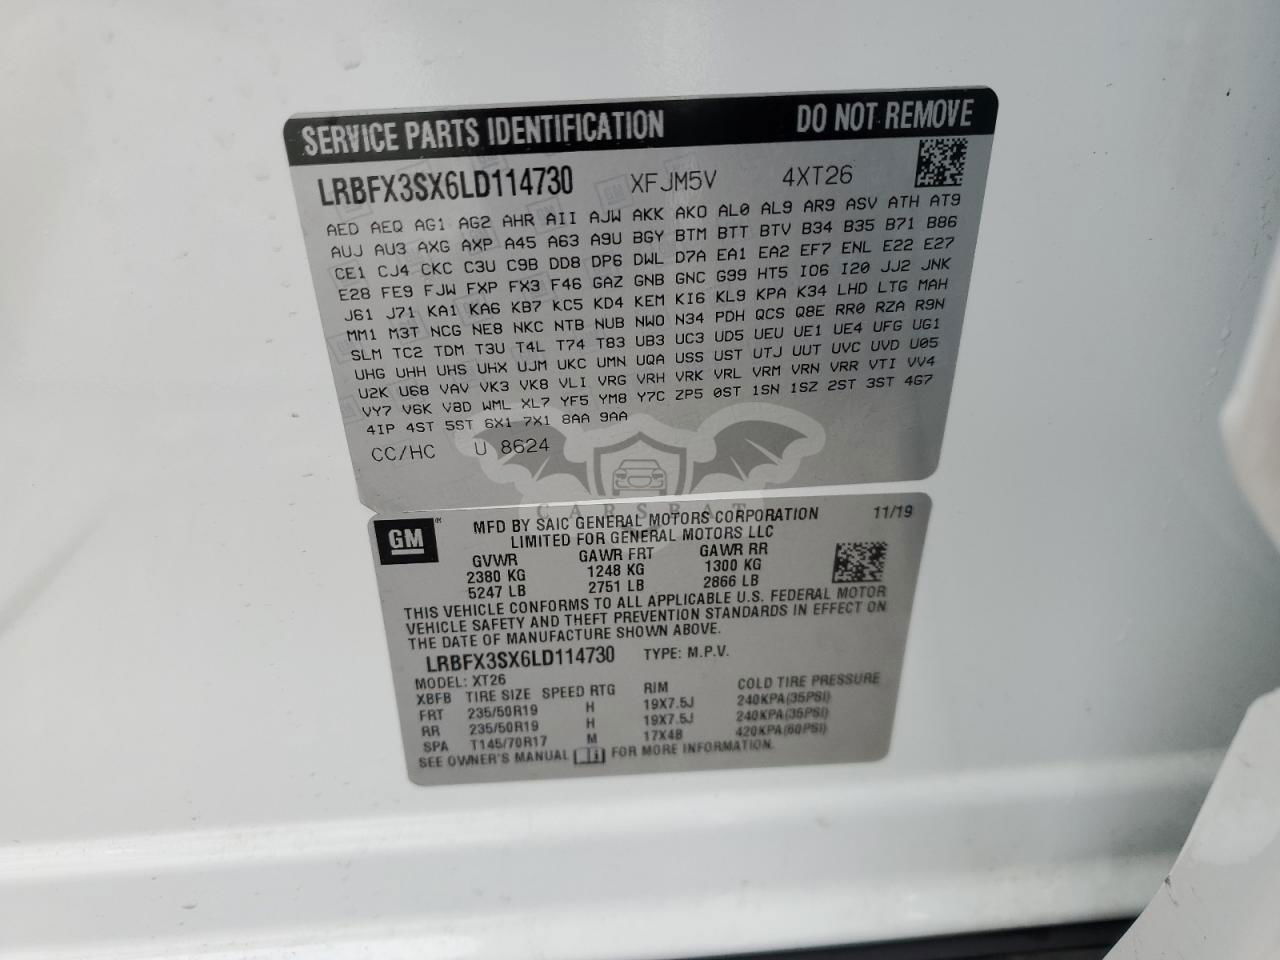 SERVICE PARTS IDENTIFICATION DO NOT REMOVE
LRBFX3SX6LD114730 XFJM5V 4XT26
AED AEQ AG1 AG2 AHR AII AJW AKK AKO AL0 AL9 AR9 ASV ATH AT9
AUJ AU3 AXG AXP A45 A63 A9U BGY BTM BTT BTV B34 B35 B71 B86
CE1 CJ4 CKC C3U C9B DD8 DP6 DWL D7A EA1 EA2 EF7 ENL E22 E27
E28 FE9 FJW FXP FX3 F46 GAZ GNB GNC G99 HT5 IO6 I20 JJ2 JNK
J61 J71 KA1 KA6 KB7 KC5 KD4 KEM KI6 KL9 KPA K34 LHD LTG MAH
MM1 M3T NCG NE8 NKC NTB NUB NWO N34 PDH QCS Q8E RR0 RZA R9N
SLM TC2 TDM T3U T4L T74 T83 UB3 UC3 UD5 UEU UE1 UE4 UFG UG1
UHG UHH UHS UHX UJM UKC UMN UQA USS UST UTJ UUT UVC UVD U05
U2K U68 VAV VK3 VK8 VLI VRG VRH VRK VRL VRM VRN VRR VTI VV4
VY7 V6K V8D WML XL7 YF5 YM8 Y7C ZP5 0ST 1SN 1SZ 2ST 3ST 4G7
4IP 4ST 5ST 6X1 7X1 8AA 9AA
CC/HC U 8624
CARSBAT
GM ® MFD BY SAIC GENERAL MOTORS CORPORATION 11/19
LIMITED FOR GENERAL MOTORS LLC
GVWR GAWR FRT GAWR RR
2380 KG 1248 KG 1300 KG
5247 LB 2751 LB 2866 LB
THIS VEHICLE CONFORMS TO ALL APPLICABLE U.S. FEDERAL MOTOR
VEHICLE SAFETY AND THEFT PREVENTION STANDARDS IN EFFECT ON
THE DATE OF MANUFACTURE SHOWN ABOVE.
LRBFX3SX6LD114730 TYPE: M.P.V.
MODEL: XT26
XBFB TIRE SIZE SPEED RTG RIM COLD TIRE PRESSURE
FRT 235/50R19 H 19X7.5J 240KPA(35PSI)
RR 235/50R19 H 19X7.5J 240KPA(35PSI)
SPA T145/70R17 M 17X4B 420KPA(60PSI)
SEE OWNER'S MANUAL FOR MORE INFORMATION.